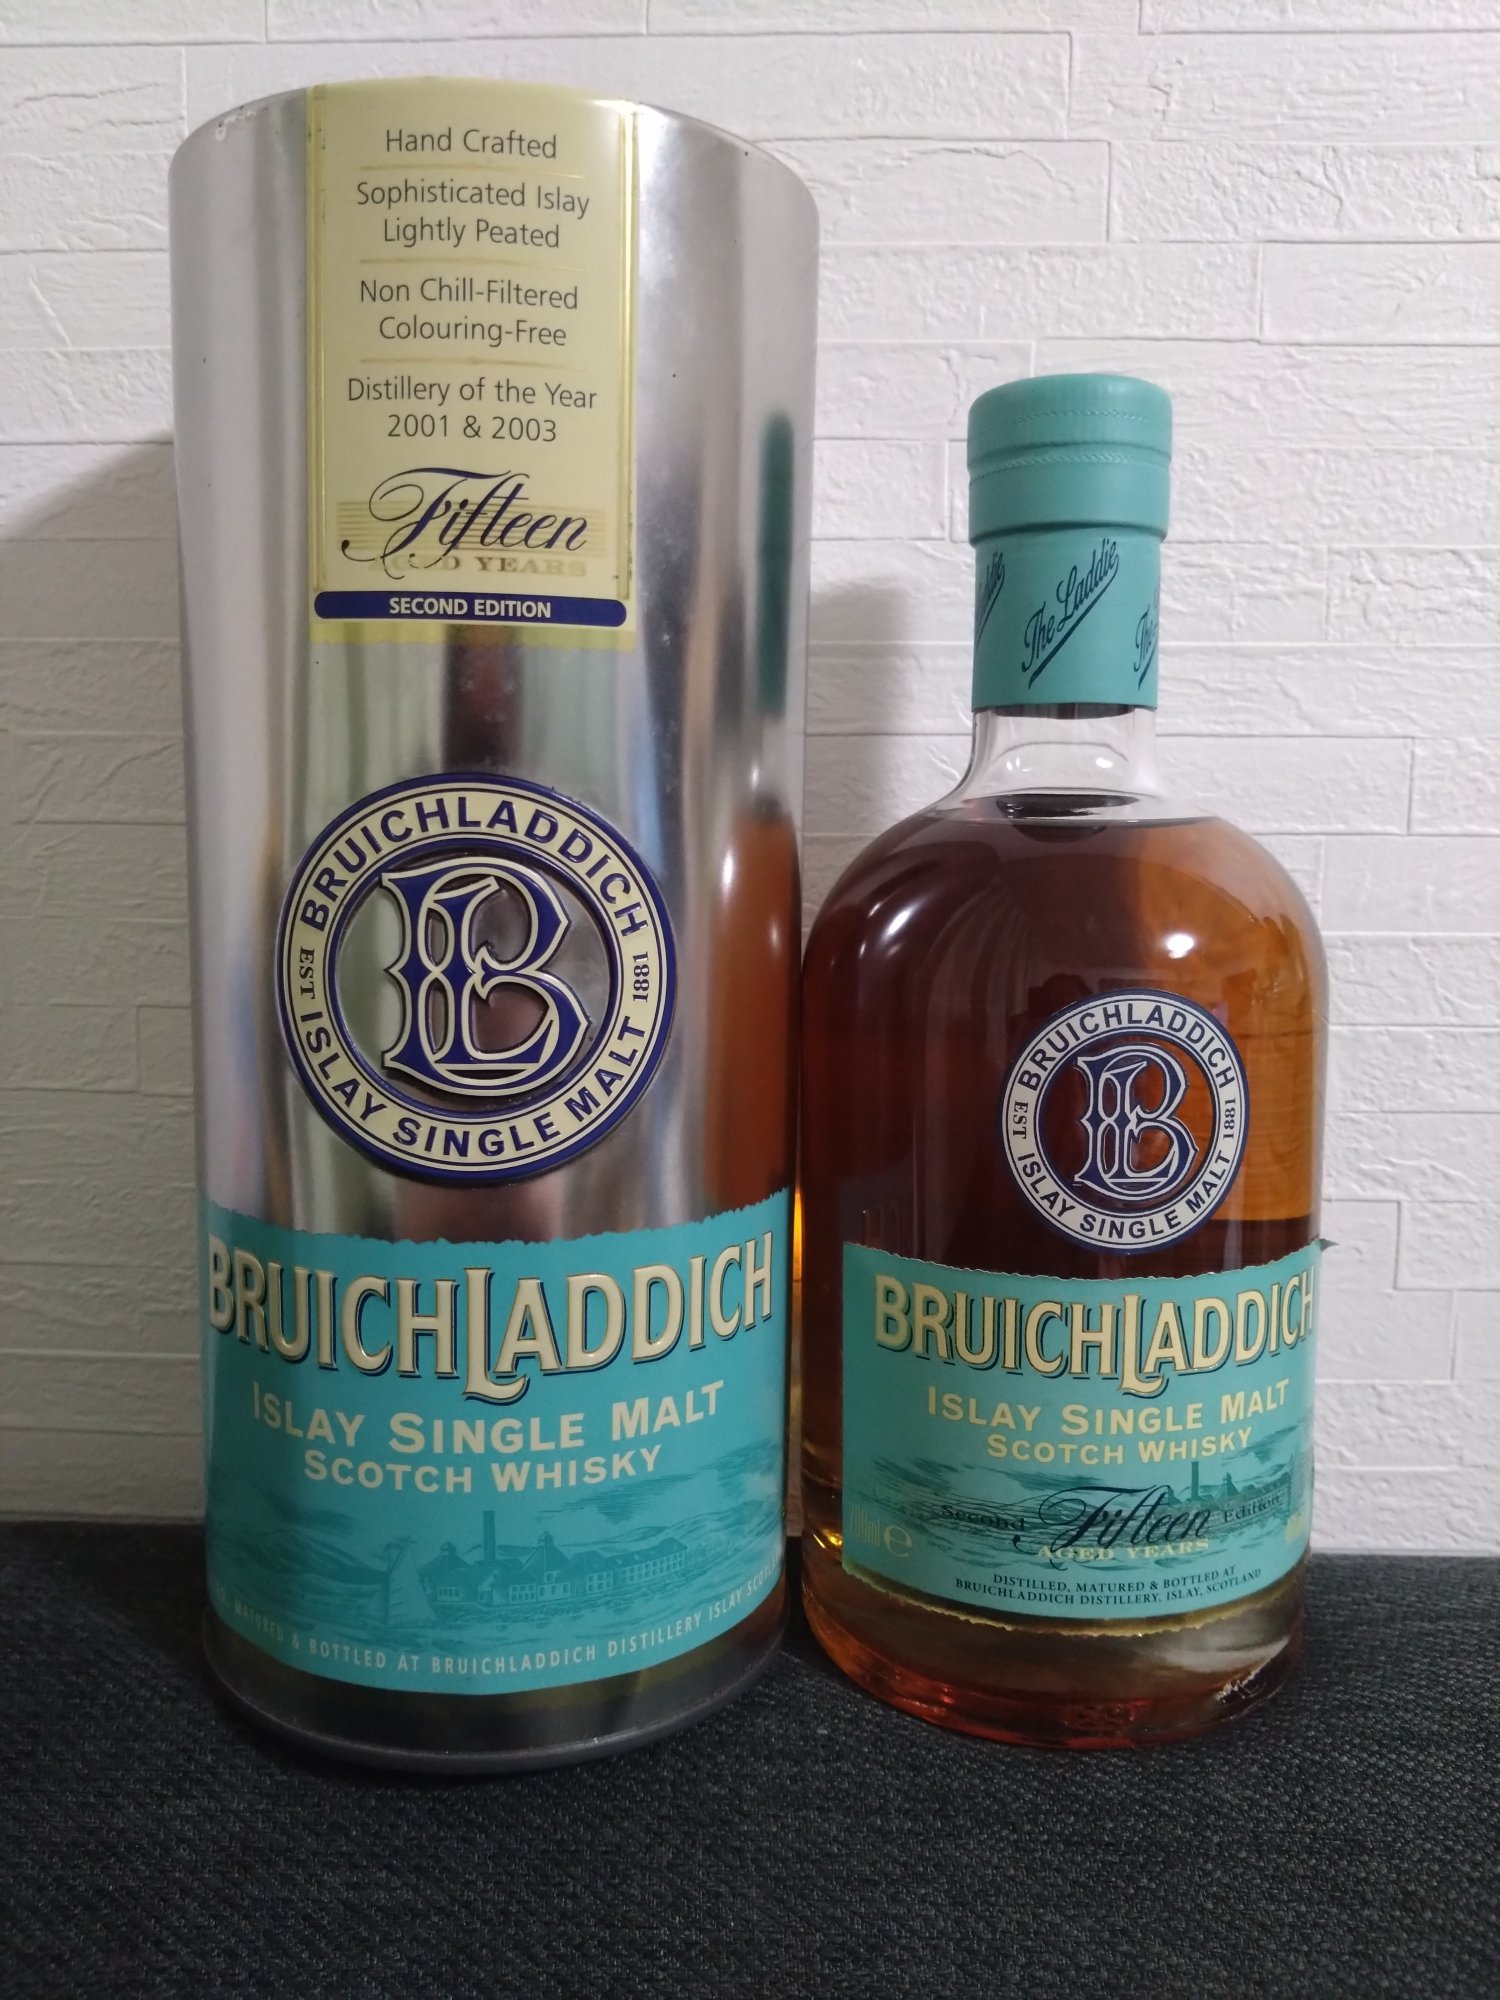 Hand Crafted
Sophisticated Islay
Lightly Peated
Non Chill-Filtered
Colouring-Free
Distillery of the Year
2001 & 2003
Fifteen
AGED YEARS
SECOND EDITION
BRUICHLADDICH
EST 1881
ISLAY SINGLE MALT
BRUICHLADDICH
ISLAY SINGLE MALT
SCOTCH WHISKY
MATURED & BOTTLED AT BRUICHLADDICH DISTILLERY ISLAY
The Laddie
BRUICHLADDICH
EST 1881
ISLAY SINGLE MALT
BRUICHLADDICH
ISLAY SINGLE MALT
SCOTCH WHISKY
700ml e
Second Fifteen Edition
AGED YEARS
DISTILLED, MATURED & BOTTLED AT
BRUICHLADDICH DISTILLERY, ISLAY, SCOTLAND